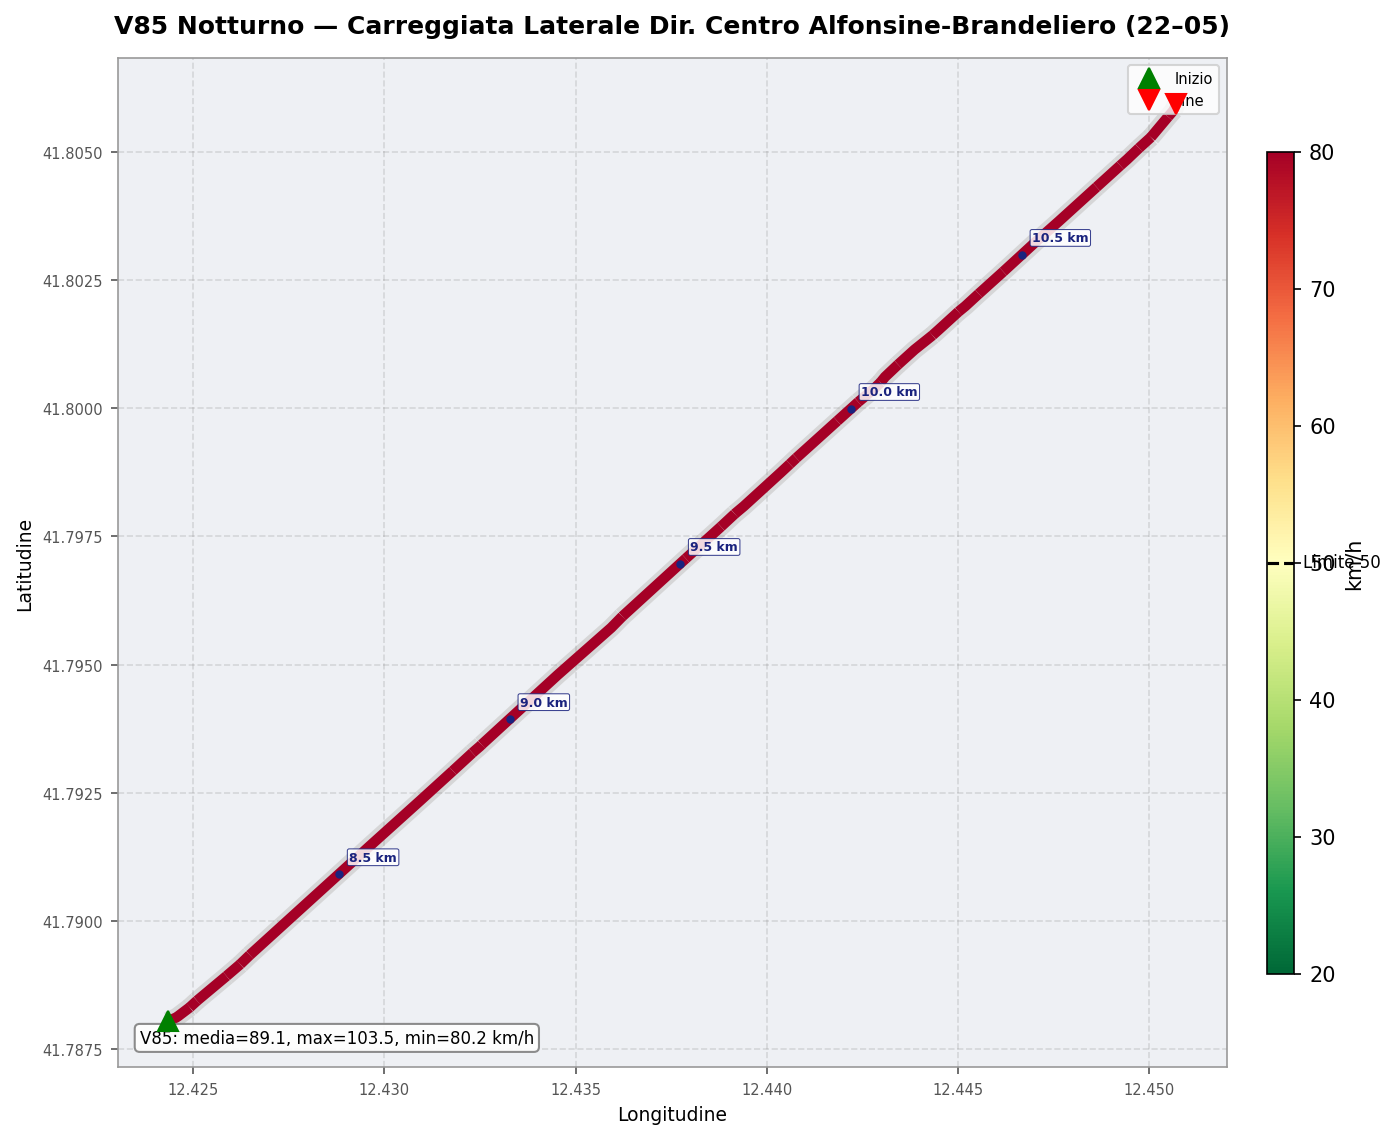 V85 Notturno — Carreggiata Laterale Dir. Centro Alfonsine-Brandeliero (22–05)
Inizio
ine
41.8050
41.8025
41.8000
41.7975
41.7950
41.7925
41.7900
41.7875
Latitudine
10.5 km
10.0 km
9.5 km
9.0 km
8.5 km
V85: media=89.1, max=103.5, min=80.2 km/h
12.425
12.430
12.435
12.440
12.445
12.450
Longitudine
80
70
60
50
Limite 50
40
30
20
km/h